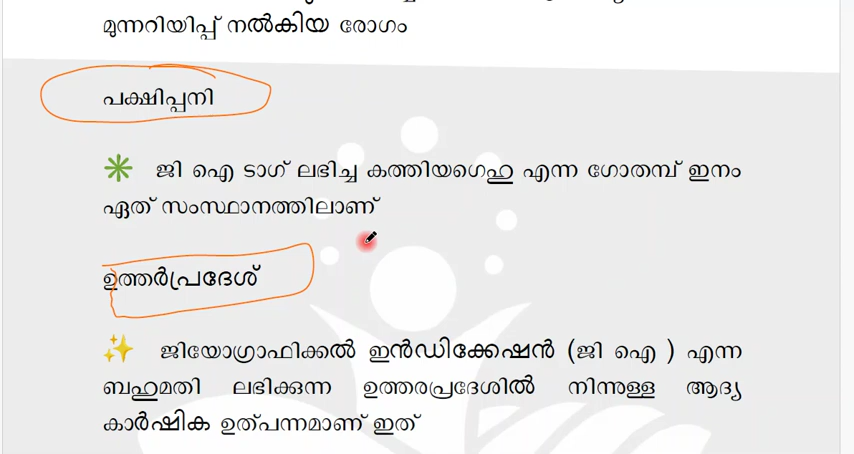 മുന്നറിയിപ്പ് നൽകിയ രോഗം
പക്ഷിപ്പനി
ജി ഐ ടാഗ് ലഭിച്ച കത്തിയഗെഹു എന്ന ഗോതമ്പ് ഇനം
ഏത് സംസ്ഥാനത്തിലാണ്
ഉത്തർപ്രദേശ്
ജിയോഗ്രാഫിക്കൽ ഇൻഡിക്കേഷൻ (ജി ഐ ) എന്ന
ബഹുമതി ലഭിക്കുന്ന ഉത്തരപ്രദേശിൽ നിന്നുള്ള ആദ്യ
കാർഷിക ഉത്പന്നമാണ് ഇത്